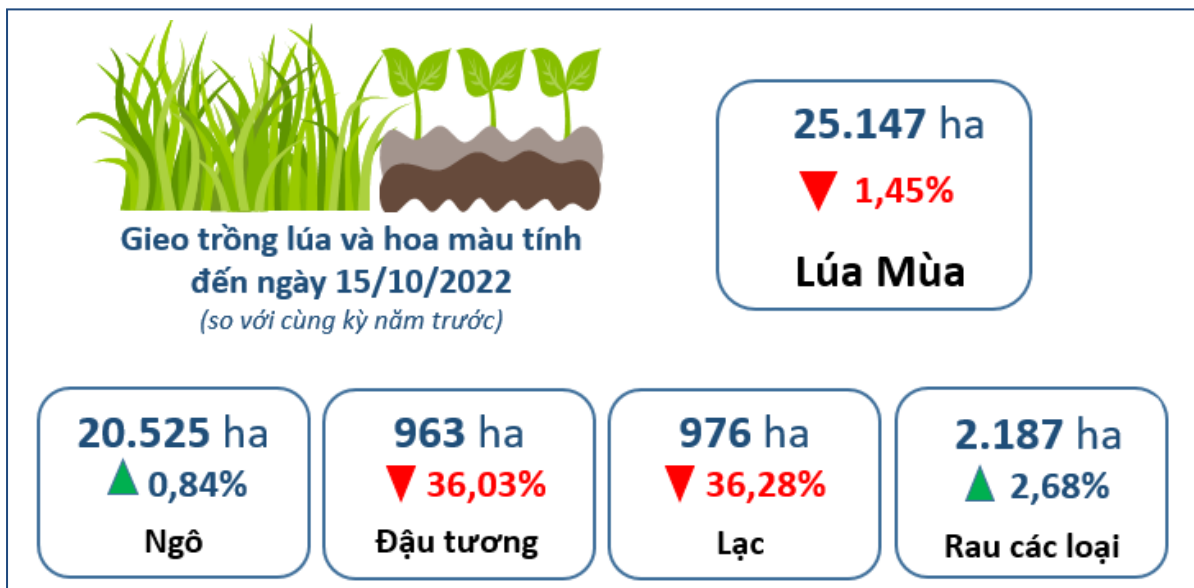 Gieo trồng lúa và hoa màu tính
đến ngày 15/10/2022
(so với cùng kỳ năm trước)
25.147 ha
1,45%
Lúa Mùa
20.525 ha
0,84%
Ngô
963 ha
36,03%
Đậu tương
976 ha
36,28%
Lạc
2.187 ha
2,68%
Rau các loại